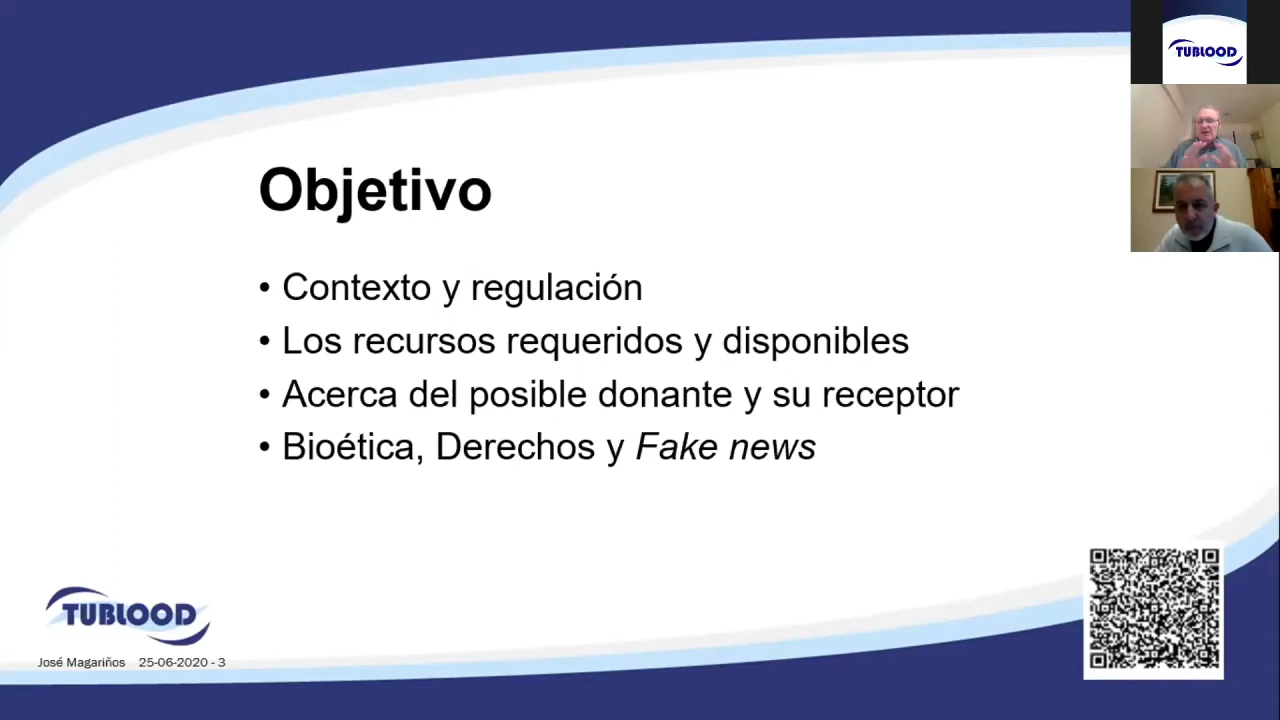 TUBLOOD
Objetivo
• Contexto y regulación
• Los recursos requeridos y disponibles
• Acerca del posible donante y su receptor
• Bioética, Derechos y Fake news
TUBLOOD
José Magariños 25-06-2020 - 3